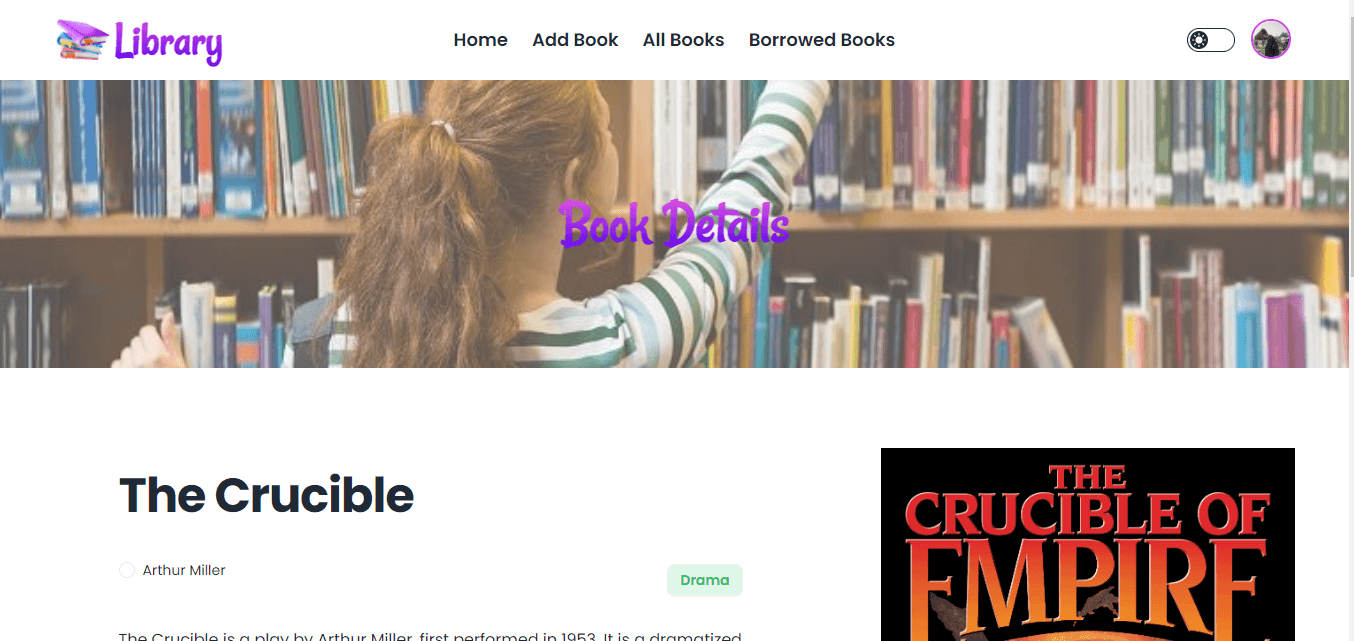 Library
Home Add Book All Books Borrowed Books
Book Details
The Crucible
Arthur Miller
Drama
The Crucible is a play by Arthur Miller, first performed in 1953. It is a dramatized
THE
CRUCIBLE OF
EMPIRE